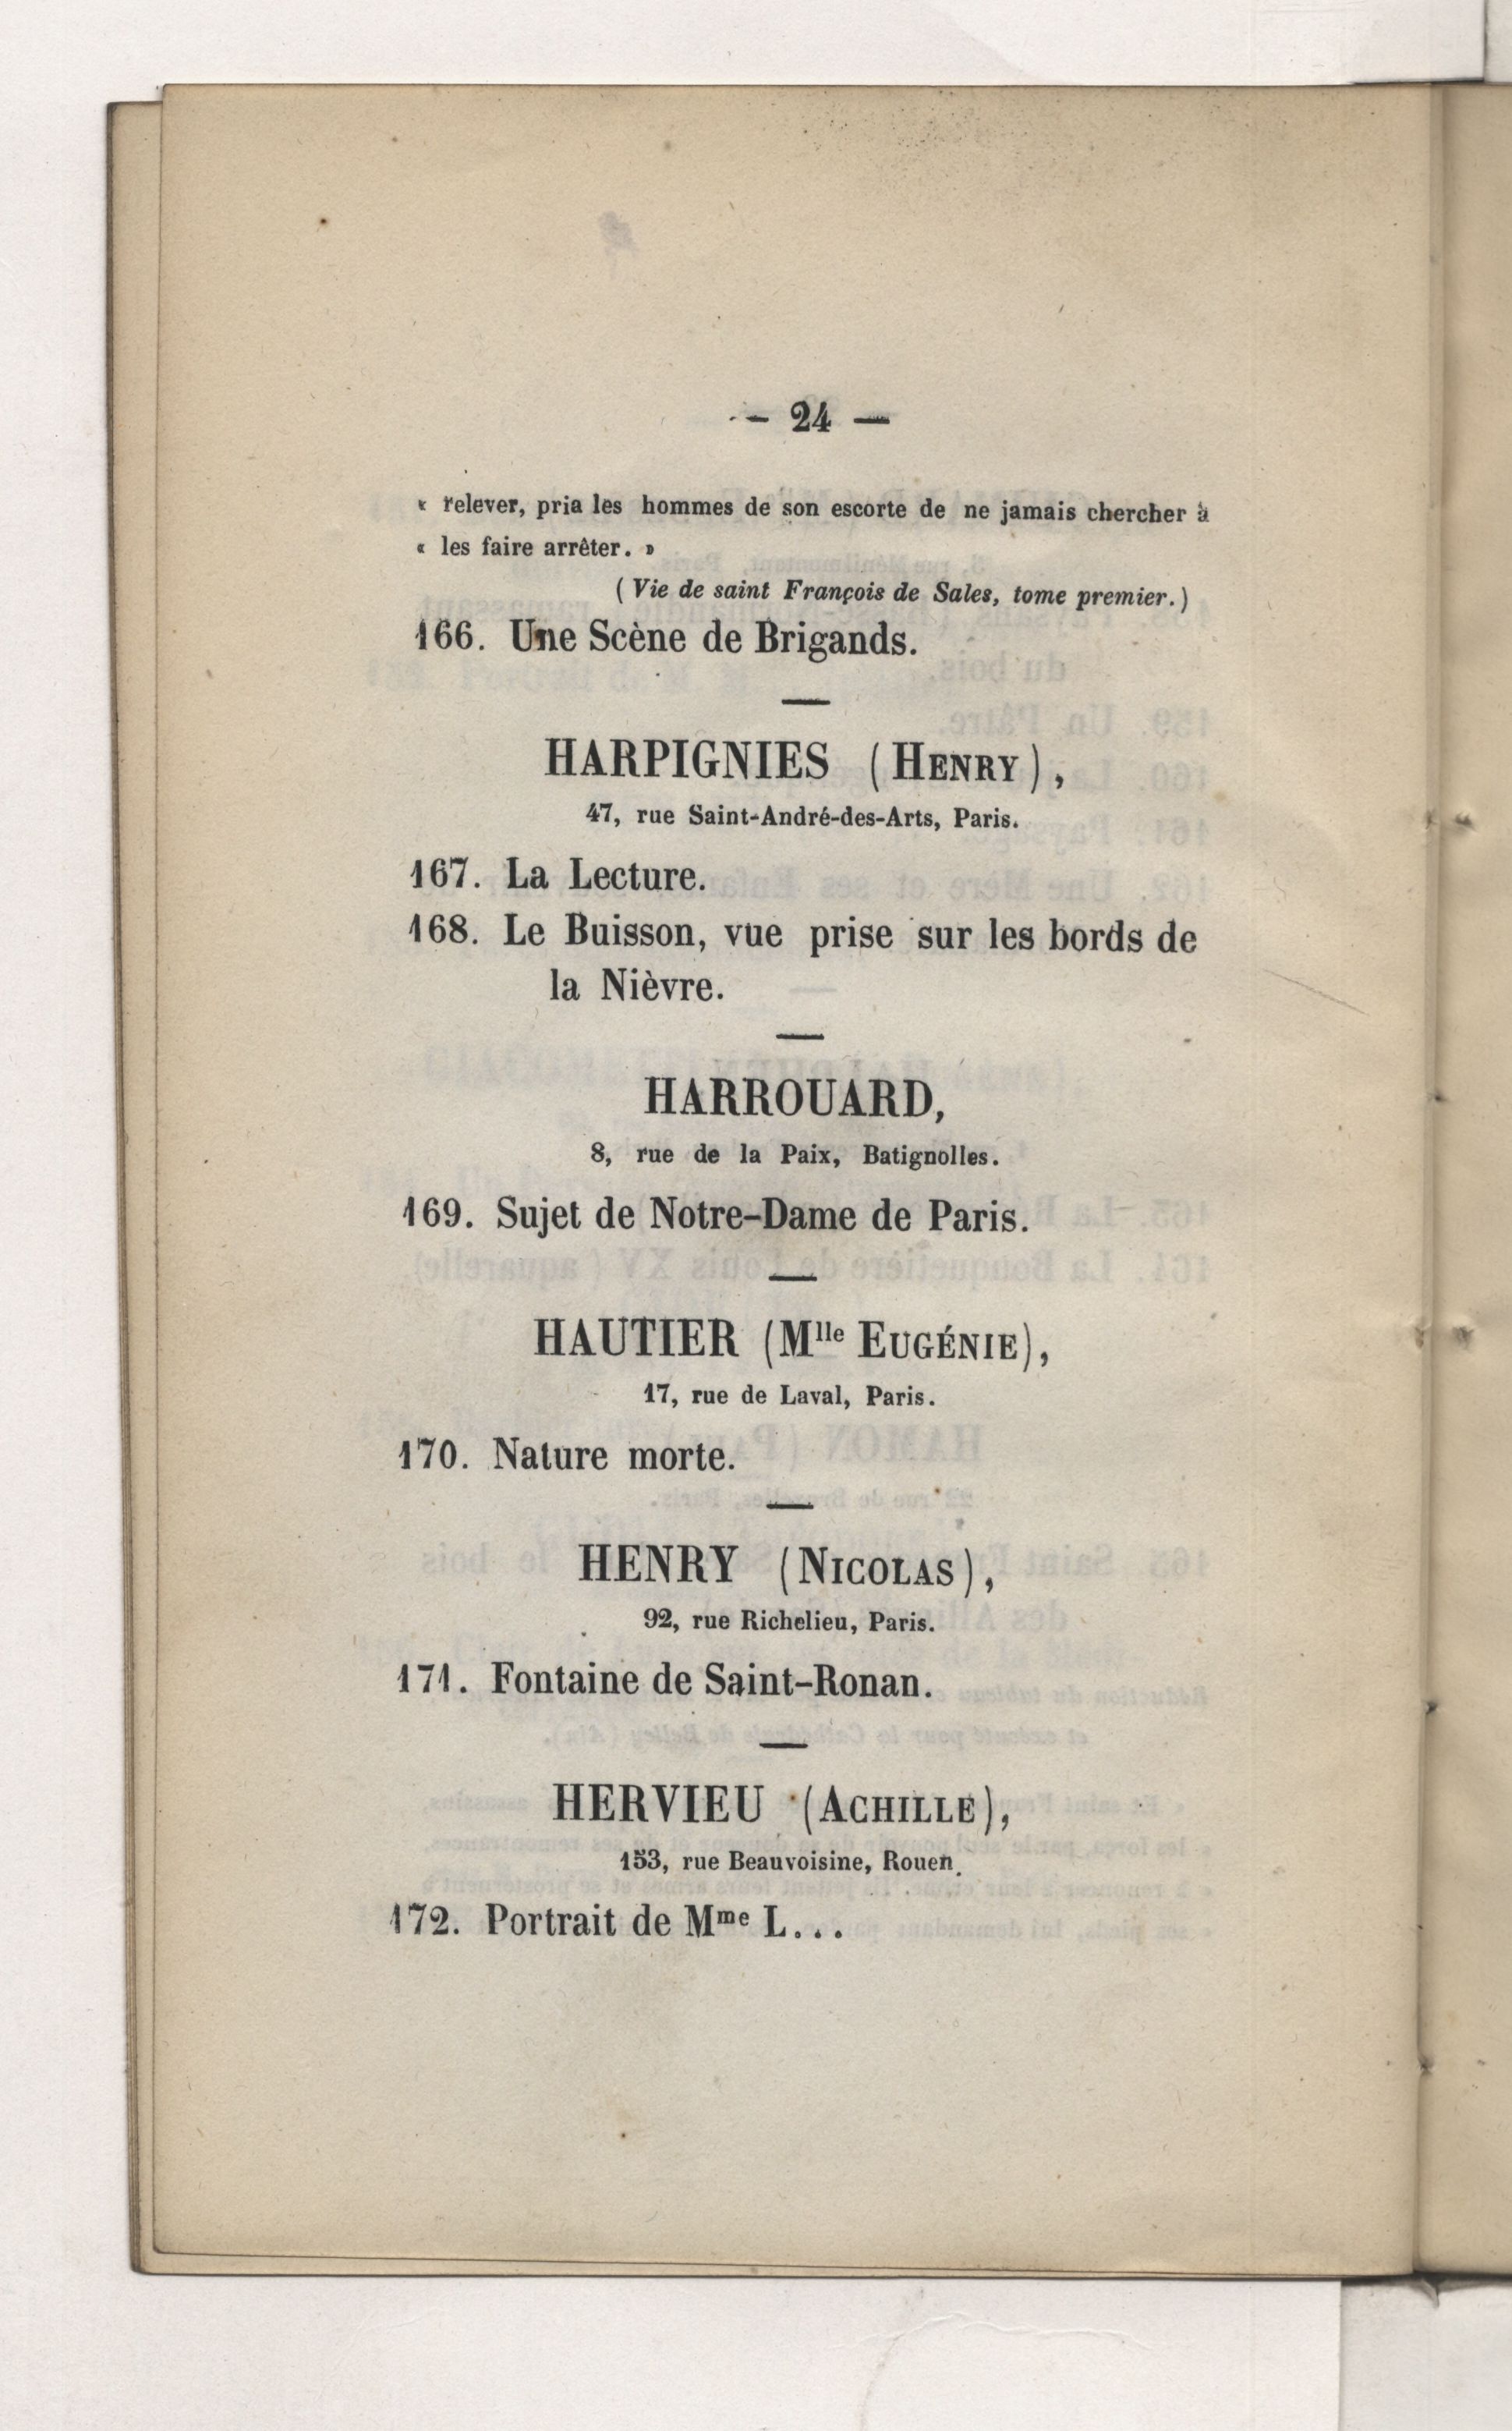 — 24 —
« relever, pria les hommes de son escorte de ne jamais chercher à
« les faire arrêter. »
(Vie de saint François de Sales, tome premier.)
166. Une Scène de Brigands.
HARPIGNIES (HENRY),
47, rue Saint-André-des-Arts, Paris.
167. La Lecture.
168. Le Buisson, vue prise sur les bords de
la Nièvre.
HARROUARD,
8, rue de la Paix, Batignolles.
169. Sujet de Notre-Dame de Paris.
HAUTIER (Mlle EUGÉNIE),
17, rue de Laval, Paris.
170. Nature morte.
HENRY (NICOLAS),
92, rue Richelieu, Paris.
171. Fontaine de Saint-Ronan.
HERVIEU (ACHILLE),
153, rue Beauvoisine, Rouen.
172. Portrait de Mme L...